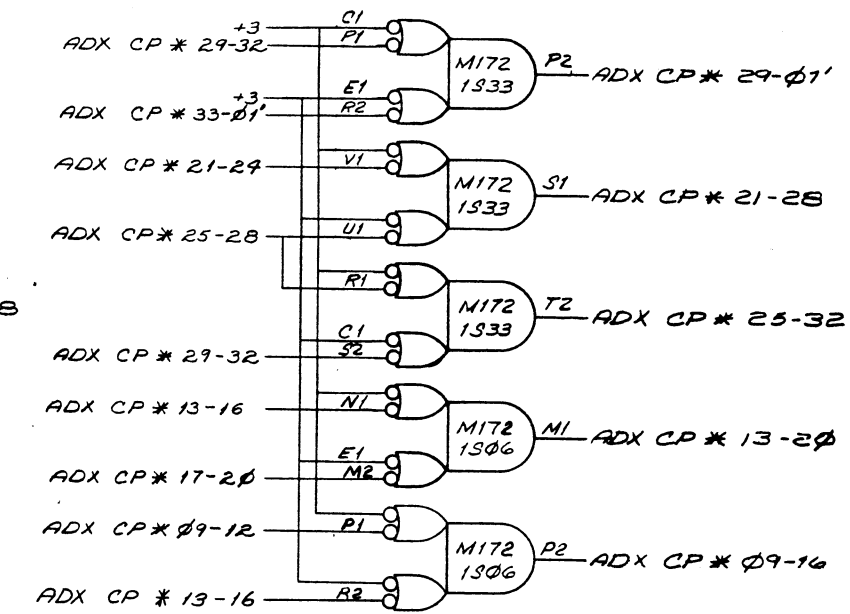 +3 C1
ADX CP * 29-32 P1
M172 P2 ADX CP * 29-Ø1'
1S33
+3 E1
ADX CP * 33-Ø1' R2
ADX CP * 21-24 V1
M172 S1 ADX CP * 21-28
1S33
ADX CP * 25-28 U1
R1
M172 T2 ADX CP * 25-32
1S33
8
C1
ADX CP * 29-32 S2
ADX CP * 13-16 N1
M172 M1 ADX CP * 13-2Ø
1SØ6
E1
ADX CP * 17-2Ø M2
ADX CP * Ø9-12 P1
M172 P2 ADX CP * Ø9-16
1SØ6
ADX CP * 13-16 R2